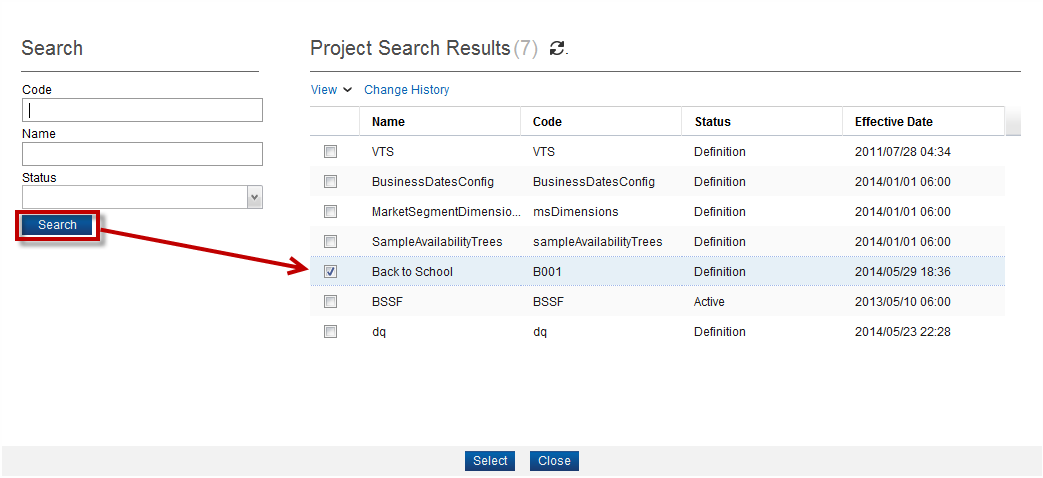 Search
Code
Name
Status
Search
Project Search Results (7)
View Change History
Name Code Status Effective Date
VTS VTS Definition 2011/07/28 04:34
BusinessDatesConfig BusinessDatesConfig Definition 2014/01/01 06:00
MarketSegmentDimensio... msDimensions Definition 2014/01/01 06:00
SampleAvailabilityTrees sampleAvailabilityTrees Definition 2014/01/01 06:00
Back to School B001 Definition 2014/05/29 18:36
BSSF BSSF Active 2013/05/10 06:00
dq dq Definition 2014/05/23 22:28
Select Close